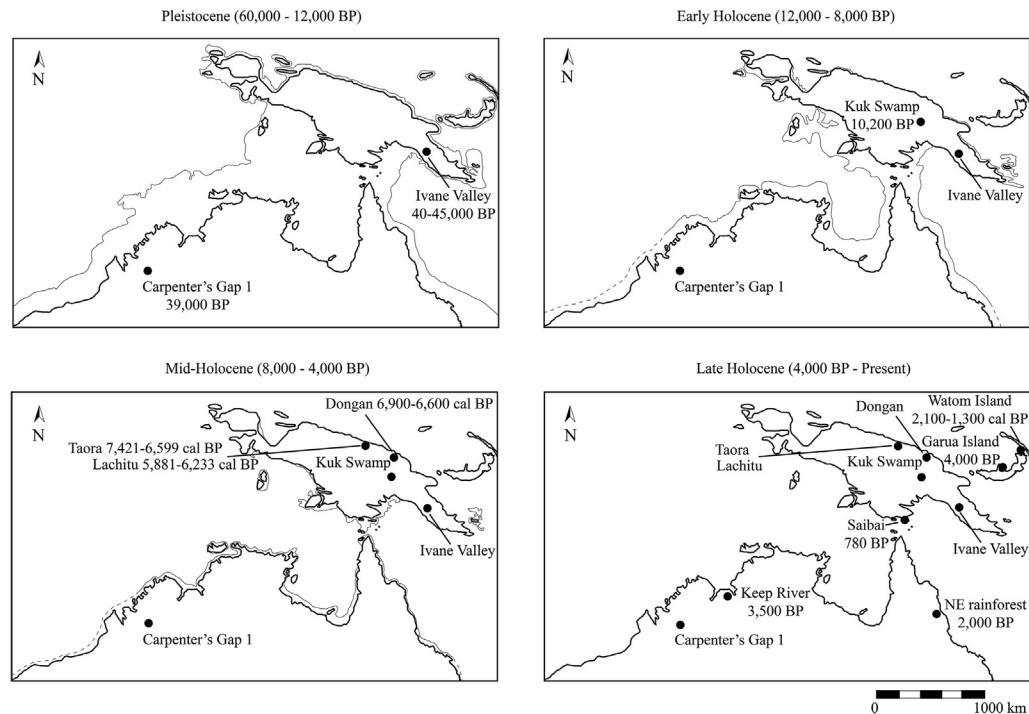 Pleistocene (60,000 - 12,000 BP)
N
Ivane Valley
40-45,000 BP
Carpenter's Gap 1
39,000 BP
Early Holocene (12,000 - 8,000 BP)
N
Kuk Swamp
10,200 BP
Ivane Valley
Carpenter's Gap 1
Mid-Holocene (8,000 - 4,000 BP)
N
Dongan 6,900-6,600 cal BP
Taora 7,421-6,599 cal BP
Lachitu 5,881-6,233 cal BP
Kuk Swamp
Ivane Valley
Carpenter's Gap 1
Late Holocene (4,000 BP - Present)
N
Dongan
Watom Island
2,100-1,300 cal BP
Taora
Lachitu
Garua Island
4,000 BP
Kuk Swamp
Saibai
780 BP
Ivane Valley
Keep River
3,500 BP
NE rainforest
2,000 BP
Carpenter's Gap 1
0 1000 km